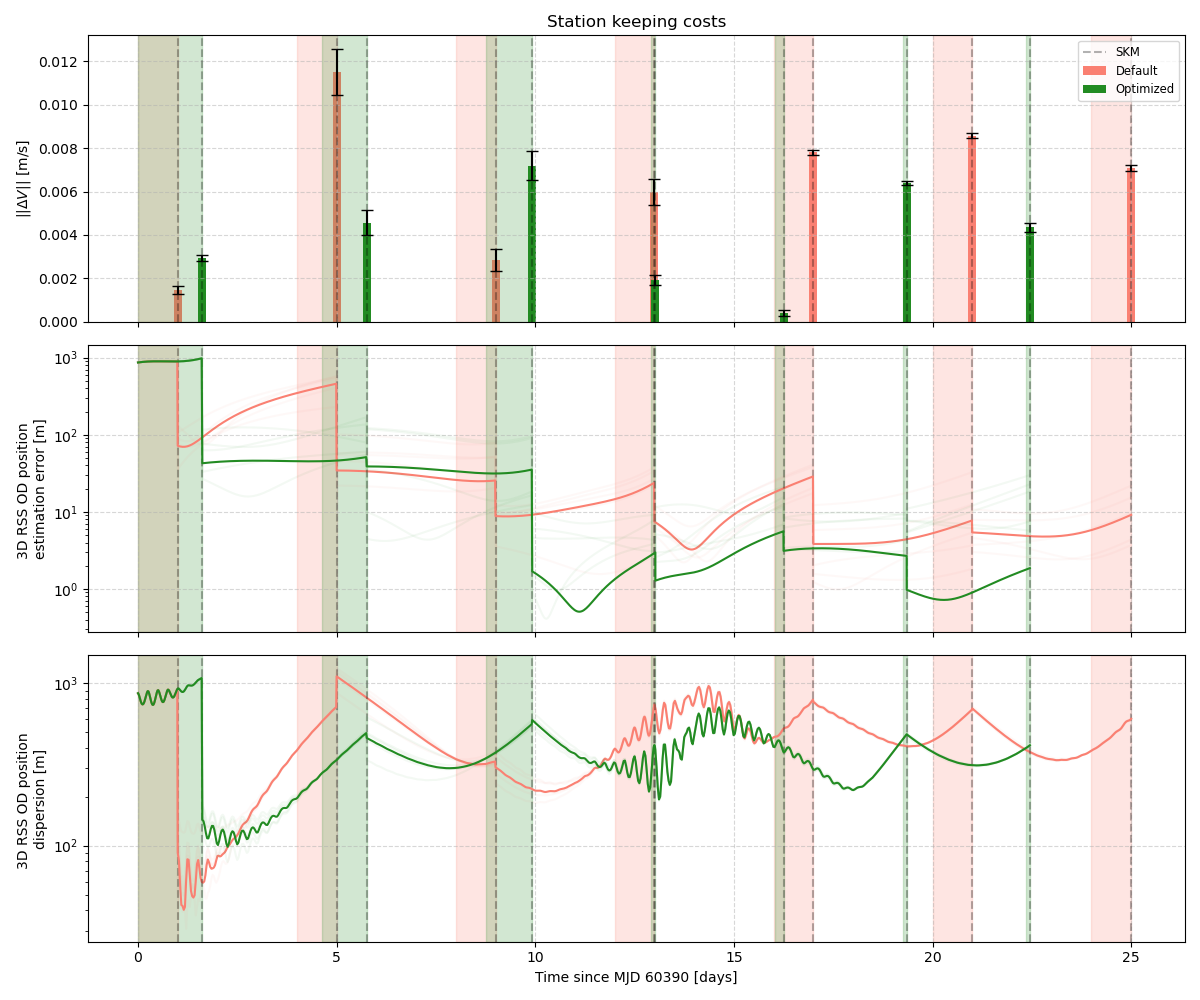 Station keeping costs
||ΔV|| [m/s]
0.012
0.010
0.008
0.006
0.004
0.002
0.000
SKM
Default
Optimized
3D RSS OD position
estimation error [m]
10³
10²
10¹
10⁰
3D RSS OD position
dispersion [m]
10³
10²
0 5 10 15 20 25
Time since MJD 60390 [days]